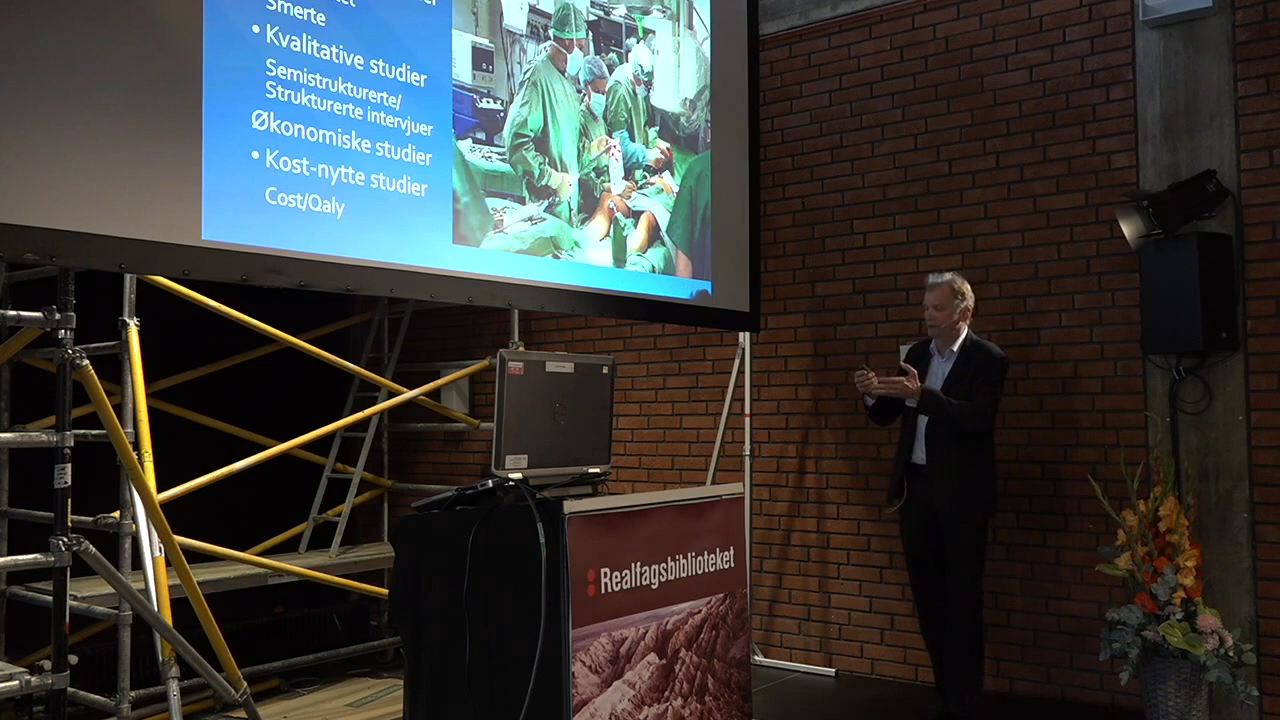 Smerte
• Kvalitative studier
Semistrukturerte/
Strukturerte intervjuer
Økonomiske studier
• Kost-nytte studier
Cost/Qaly
Realfagsbiblioteket